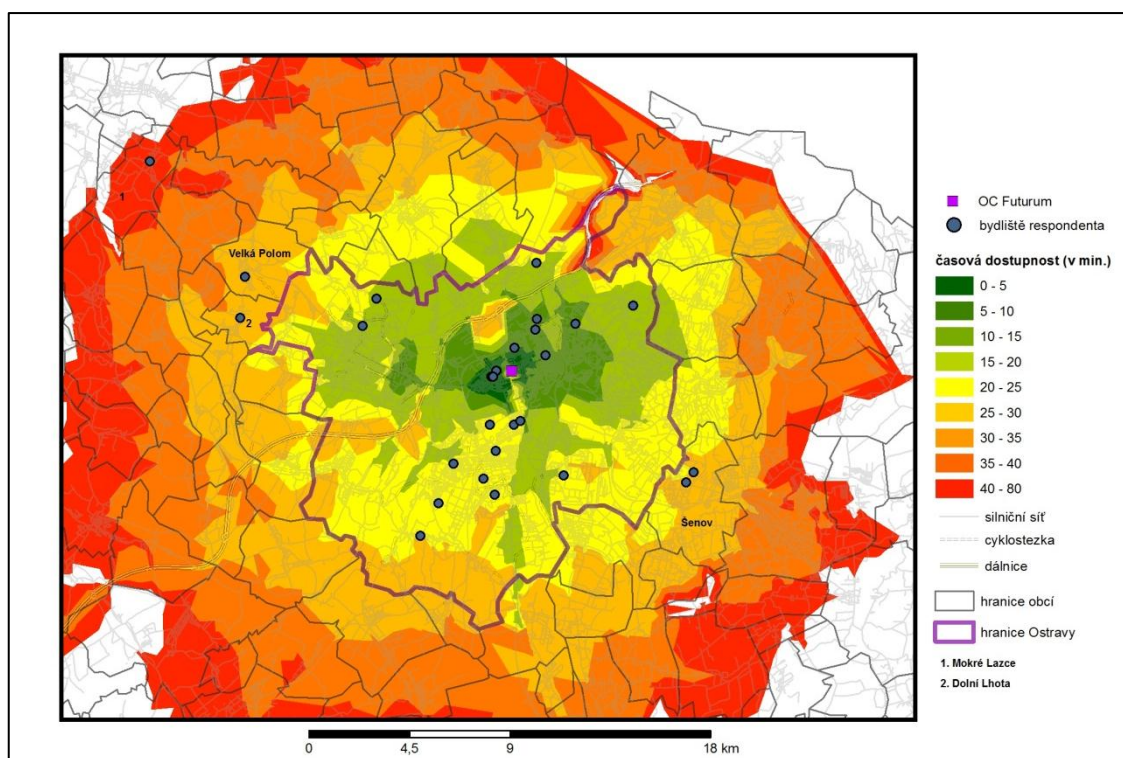 1
Velká Polom
2
Šenov
OC Futurum
bydliště respondenta
časová dostupnost (v min.)
0 - 5
5 - 10
10 - 15
15 - 20
20 - 25
25 - 30
30 - 35
35 - 40
40 - 80
silniční síť
cyklostezka
dálnice
hranice obcí
hranice Ostravy
1. Mokré Lazce
2. Dolní Lhota
0 4,5 9 18 km